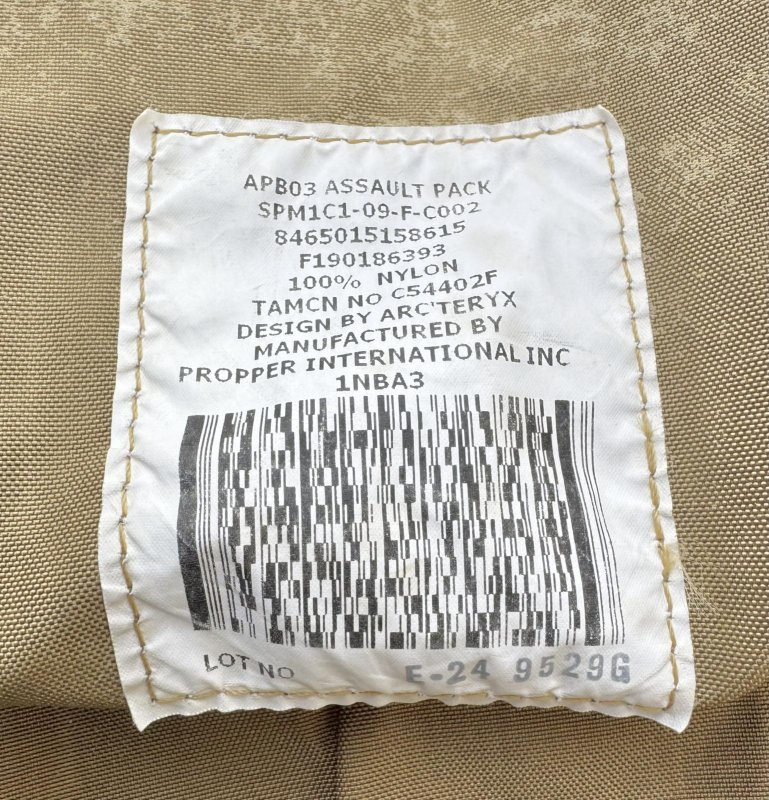 APB03 ASSAULT PACK
SPM1C1-09-F-C002
8465015158615
F190186393
100% NYLON
TAMCN NO C54402F
DESIGN BY ARC'TERYX
MANUFACTURED BY
PROPPER INTERNATIONAL INC
1NBA3
LOT NO E-24 9529G